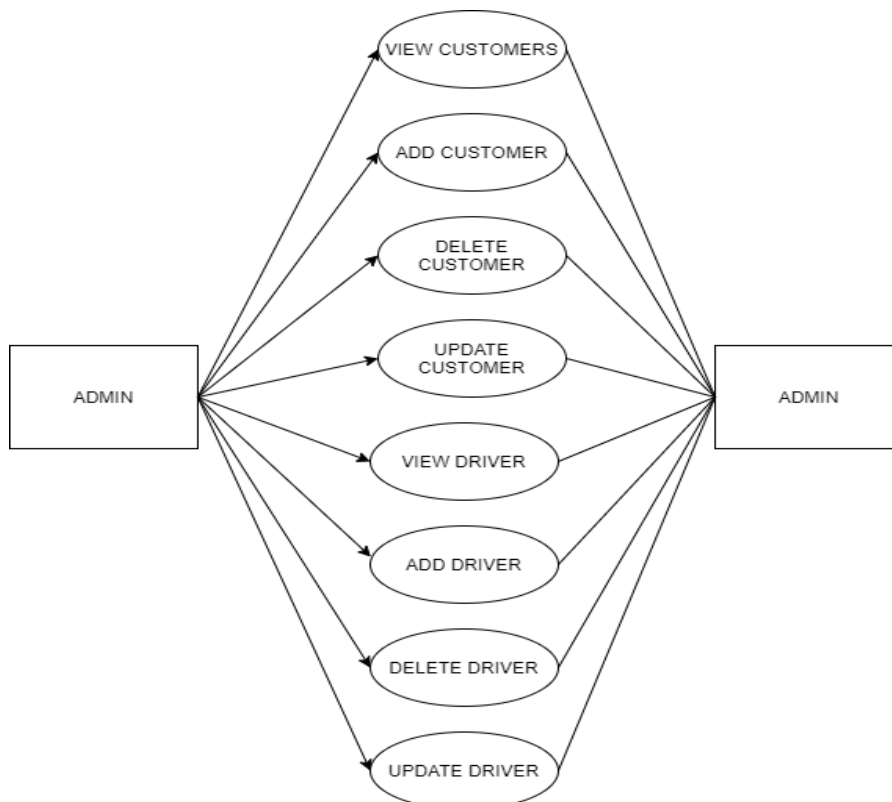 VIEW CUSTOMERS
ADD CUSTOMER
DELETE
CUSTOMER
UPDATE
CUSTOMER
ADMIN
ADMIN
VIEW DRIVER
ADD DRIVER
DELETE DRIVER
UPDATE DRIVER